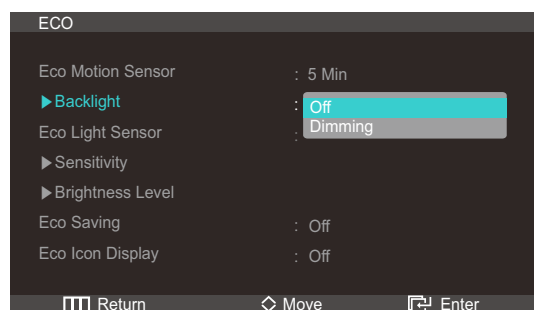 ECO
Eco Motion Sensor : 5 Min
▶Backlight : Off
Dimming
Eco Light Sensor :
▶Sensitivity
▶Brightness Level
Eco Saving : Off
Eco Icon Display : Off
Return Move Enter